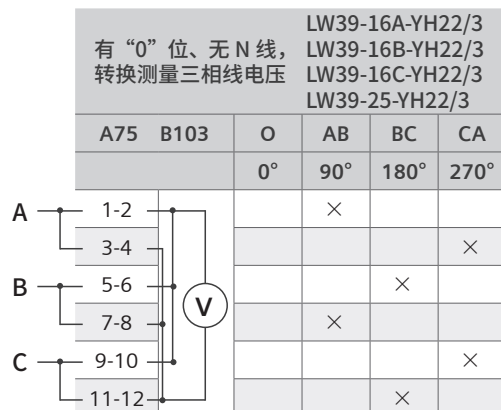 有“0”位、无 N 线，
转换测量三相线电压
LW39-16A-YH22/3
LW39-16B-YH22/3
LW39-16C-YH22/3
LW39-25-YH22/3
A75 B103 O AB BC CA
0° 90° 180° 270°
A 1-2 ×
3-4 ×
B 5-6 ×
V
7-8 ×
C 9-10 ×
11-12 ×